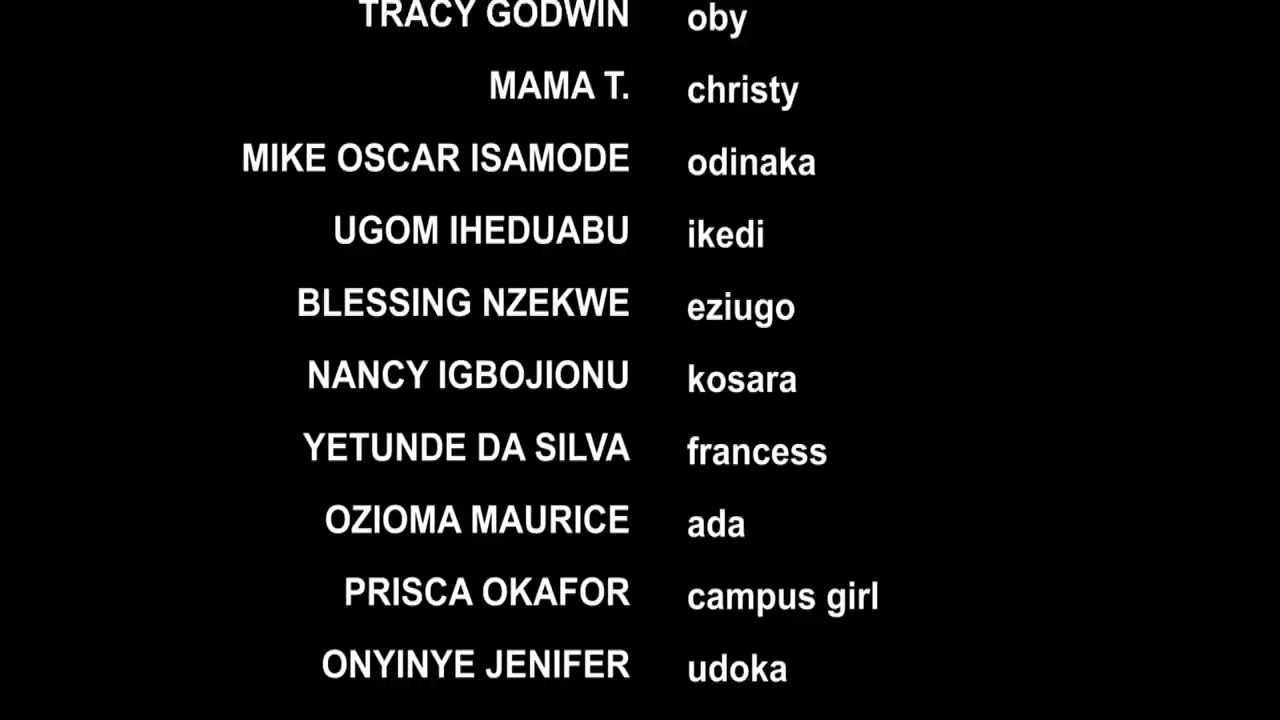 TRACY GODWIN oby
MAMA T. christy
MIKE OSCAR ISAMODE odinaka
UGOM IHEDUABU ikedi
BLESSING NZEKWE eziugo
NANCY IGBOJIONU kosara
YETUNDE DA SILVA francess
OZIOMA MAURICE ada
PRISCA OKAFOR campus girl
ONYINYE JENIFER udoka